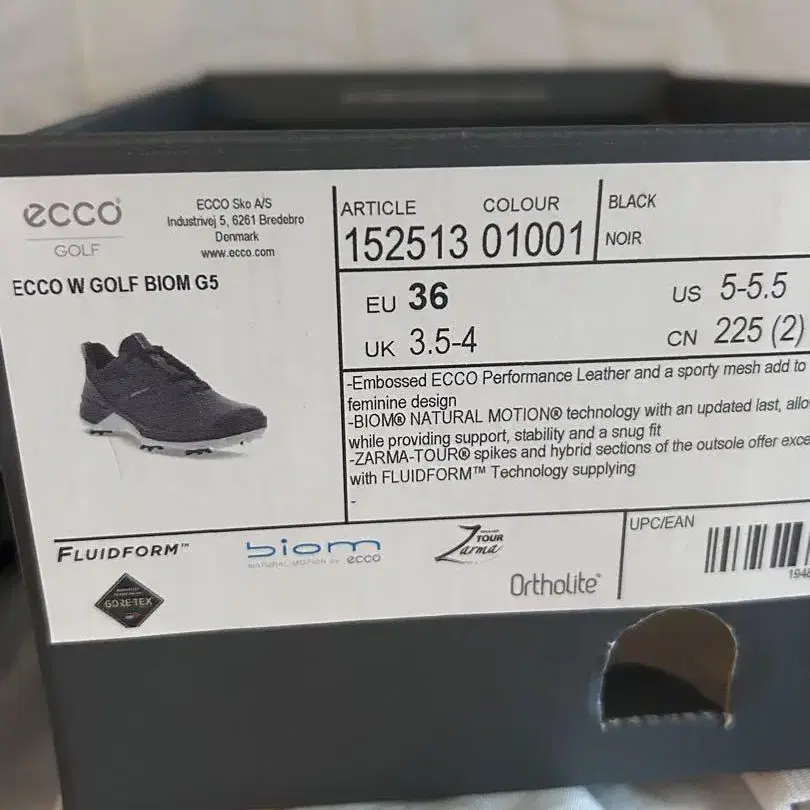 ecco
GOLF
ECCO Sko A/S
Industrivej 5, 6261 Bredebro
Denmark
www.ecco.com
ECCO W GOLF BIOM G5
ARTICLE COLOUR
152513 01001
BLACK
NOIR
EU 36
US 5-5.5
UK 3.5-4
CN 225 (2)
-Embossed ECCO Performance Leather and a sporty mesh add to
feminine design
-BIOM® NATURAL MOTION® technology with an updated last, allo
while providing support, stability and a snug fit
-ZARMA-TOUR® spikes and hybrid sections of the outsole offer exce
with FLUIDFORM™ Technology supplying
-
FLUIDFORM™
biom
NATURAL MOTION by ecco
TOUR
Zarma
GORE-TEX
Ortholite®
UPC/EAN
1948